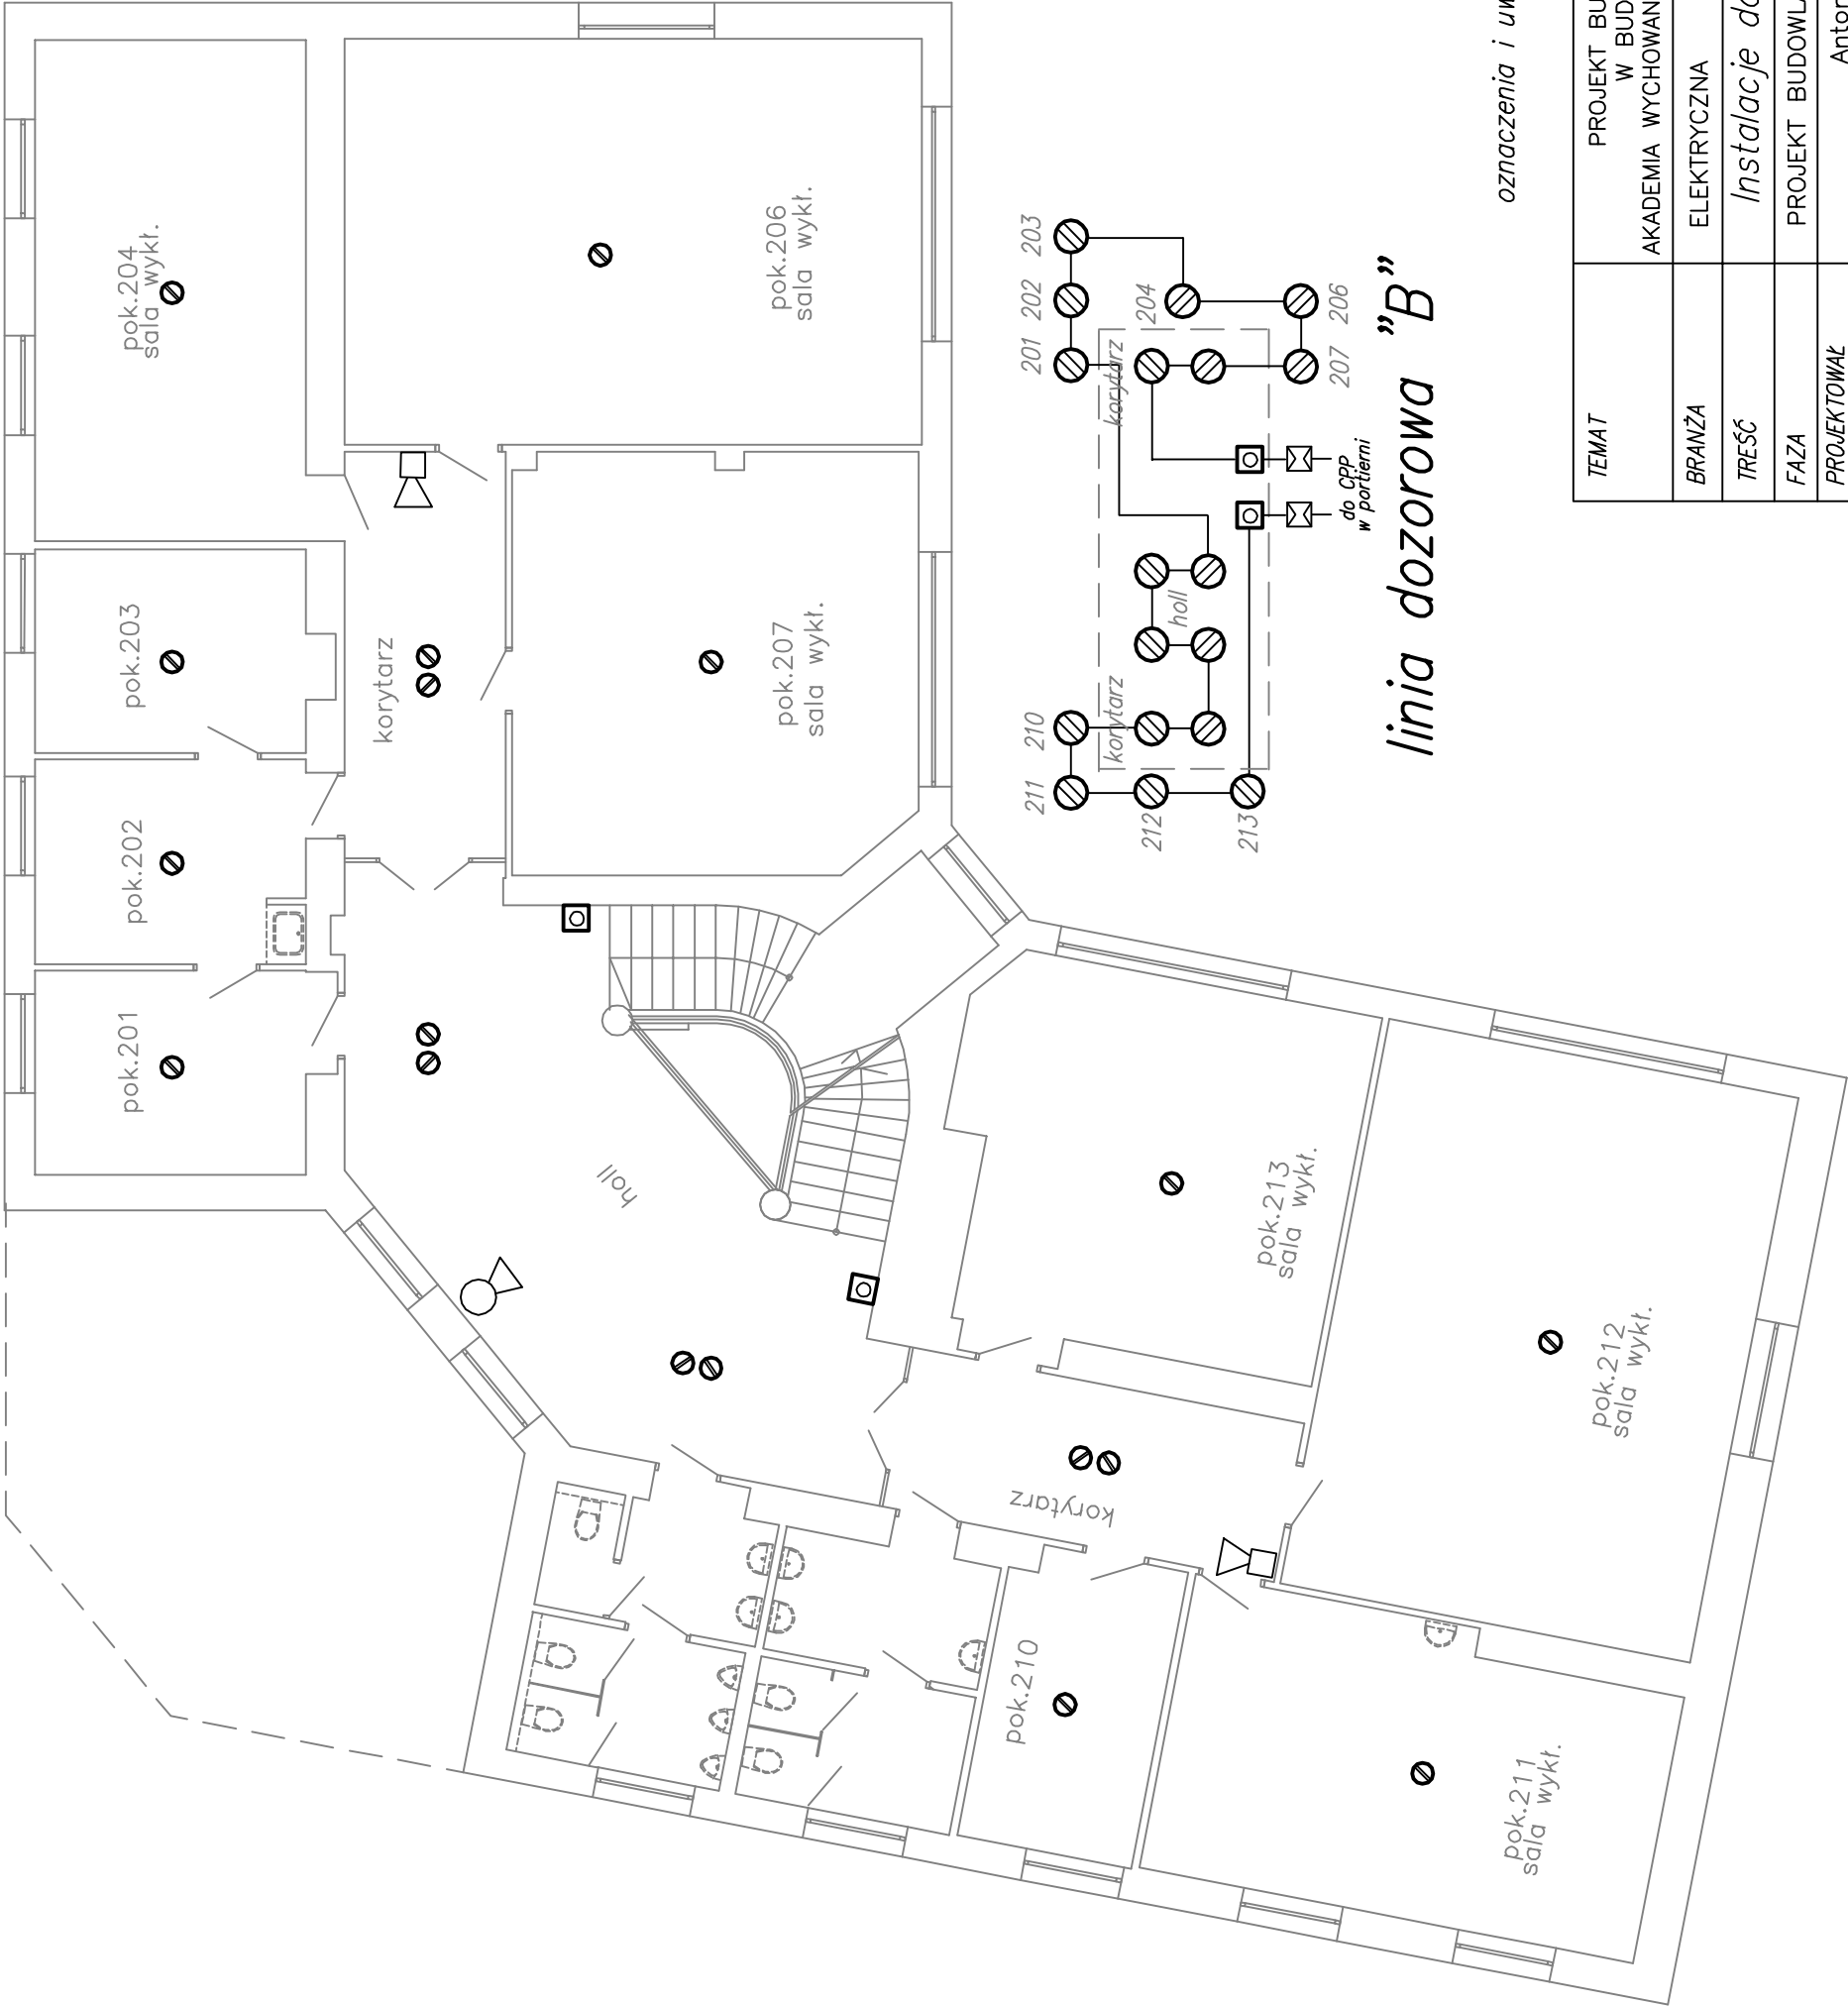 pok.204
sala wykł.
pok.206
sala wykł.
pok.203
korytarz
pok.207
sala wykł.
pok.202
pok.201
holl
pok.213
sala wykł.
pok.212
sala wykł.
korytarz
pok.210
pok.211
sala wykł.
211
210
201
202
203
korytarz
korytarz
204
212
holl
213
207
206
do CPP
w portierni
linia dozorowa "B"
oznaczenia i uw
TEMAT
PROJEKT BU
W BUD
AKADEMIA WYCHOWAN
BRANŻA
ELEKTRYCZNA
TREŚĆ
Instalacje do
FAZA
PROJEKT BUDOWL
PROJEKTOWAŁ
Anton